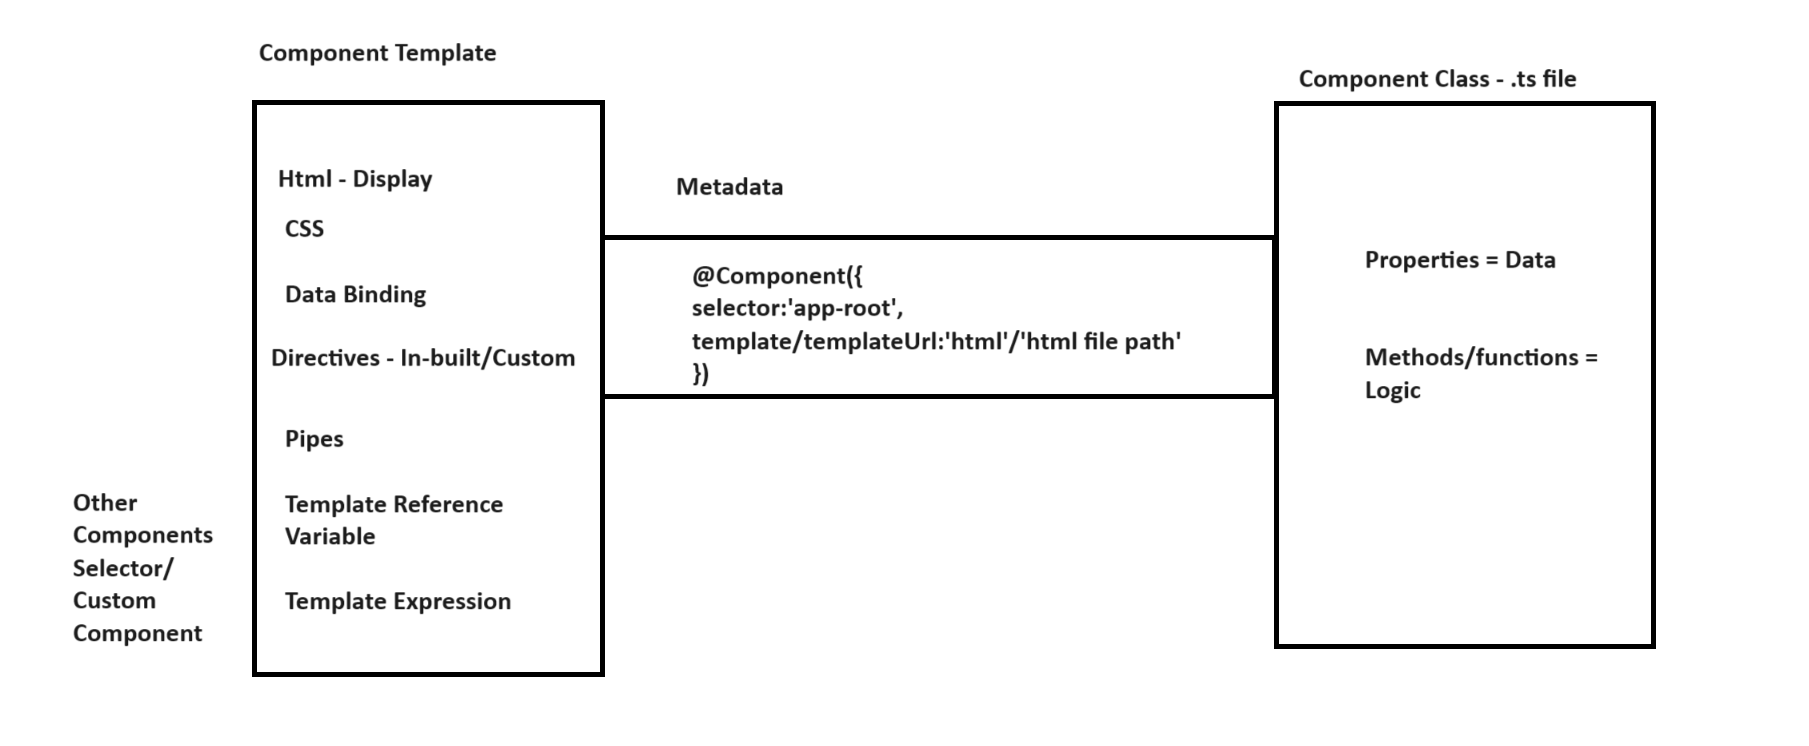 Component Template
Component Class - .ts file
Html - Display
CSS
Data Binding
Directives - In-built/Custom
Pipes
Template Reference
Variable
Template Expression
Other
Components
Selector/
Custom
Component
Metadata
@Component({
selector:'app-root',
template/templateUrl:'html'/'html file path'
})
Properties = Data
Methods/functions =
Logic